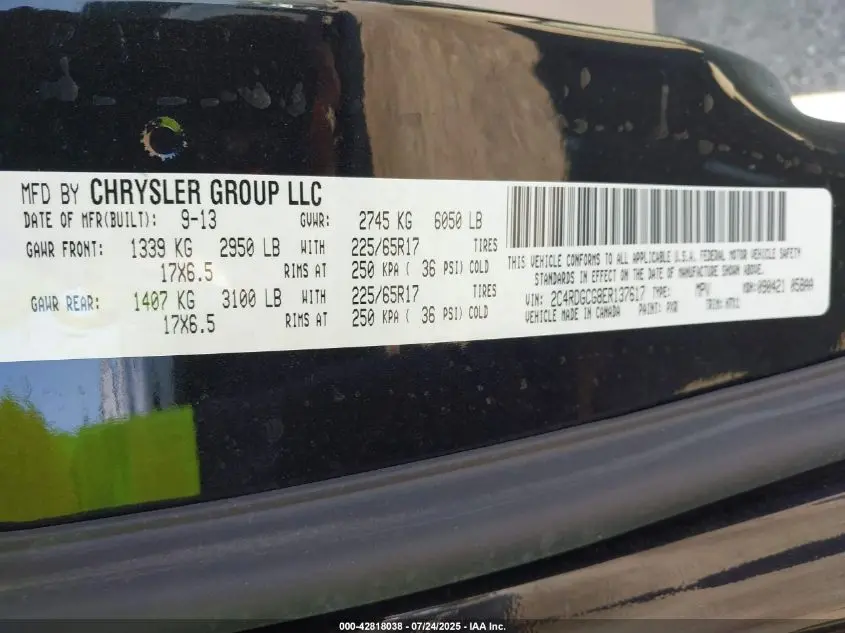 MFD BY CHRYSLER GROUP LLC
DATE OF MFR(BUILT): 9-13 GVWR: 2745 KG 6050 LB
GAWR FRONT: 1339 KG 2950 LB WITH 225/65R17 TIRES
17X6.5 RIMS AT 250 KPA ( 36 PSI) COLD
GAWR REAR: 1407 KG 3100 LB WITH 225/65R17 TIRES
17X6.5 RIMS AT 250 KPA ( 36 PSI) COLD
THIS VEHICLE CONFORMS TO ALL APPLICABLE U.S.A. FEDERAL MOTOR VEHICLE SAFETY
STANDARDS IN EFFECT ON THE DATE OF MANUFACTURE SHOWN ABOVE.
VIN: 2C4RDGCG8ER137617 TYPE: MPV
VEHICLE MADE IN CANADA PAINT: PXR TRIM:
000-42818038 - 07/24/2025 - IAA Inc.